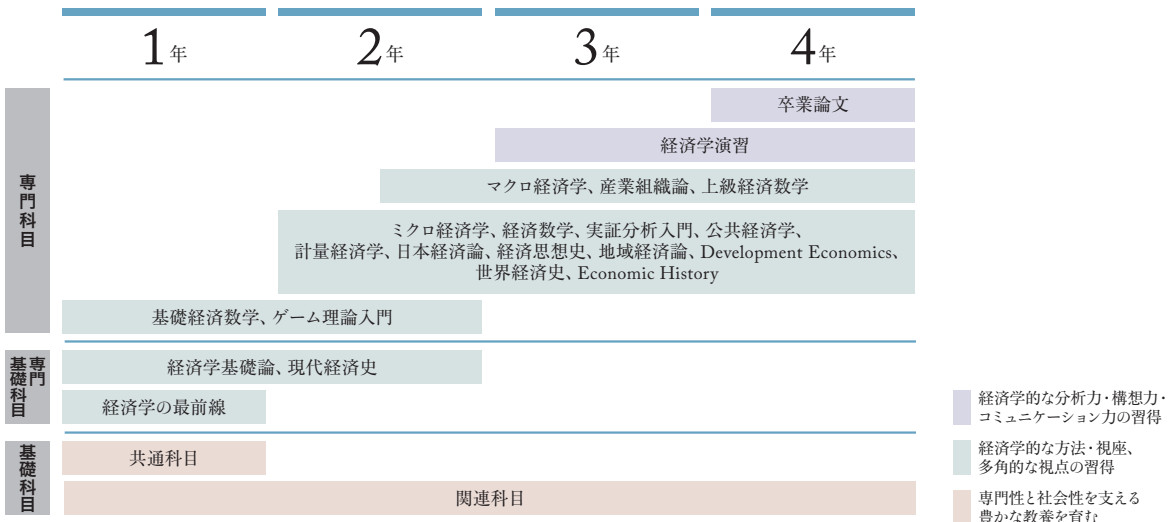 1年 2年 3年 4年
専門科目
卒業論文
経済学演習
マクロ経済学、産業組織論、上級経済数学
ミクロ経済学、経済数学、実証分析入門、公共経済学、
計量経済学、日本経済論、経済思想史、地域経済論、Development Economics、
世界経済史、Economic History
基礎経済数学、ゲーム理論入門
専門
基礎科目
経済学基礎論、現代経済史
経済学の最前線
基礎科目
共通科目
関連科目
経済学的な分析力・構想力・
コミュニケーション力の習得
経済学的な方法・視座、
多角的な視点の習得
専門性と社会性を支える
豊かな教養を育む